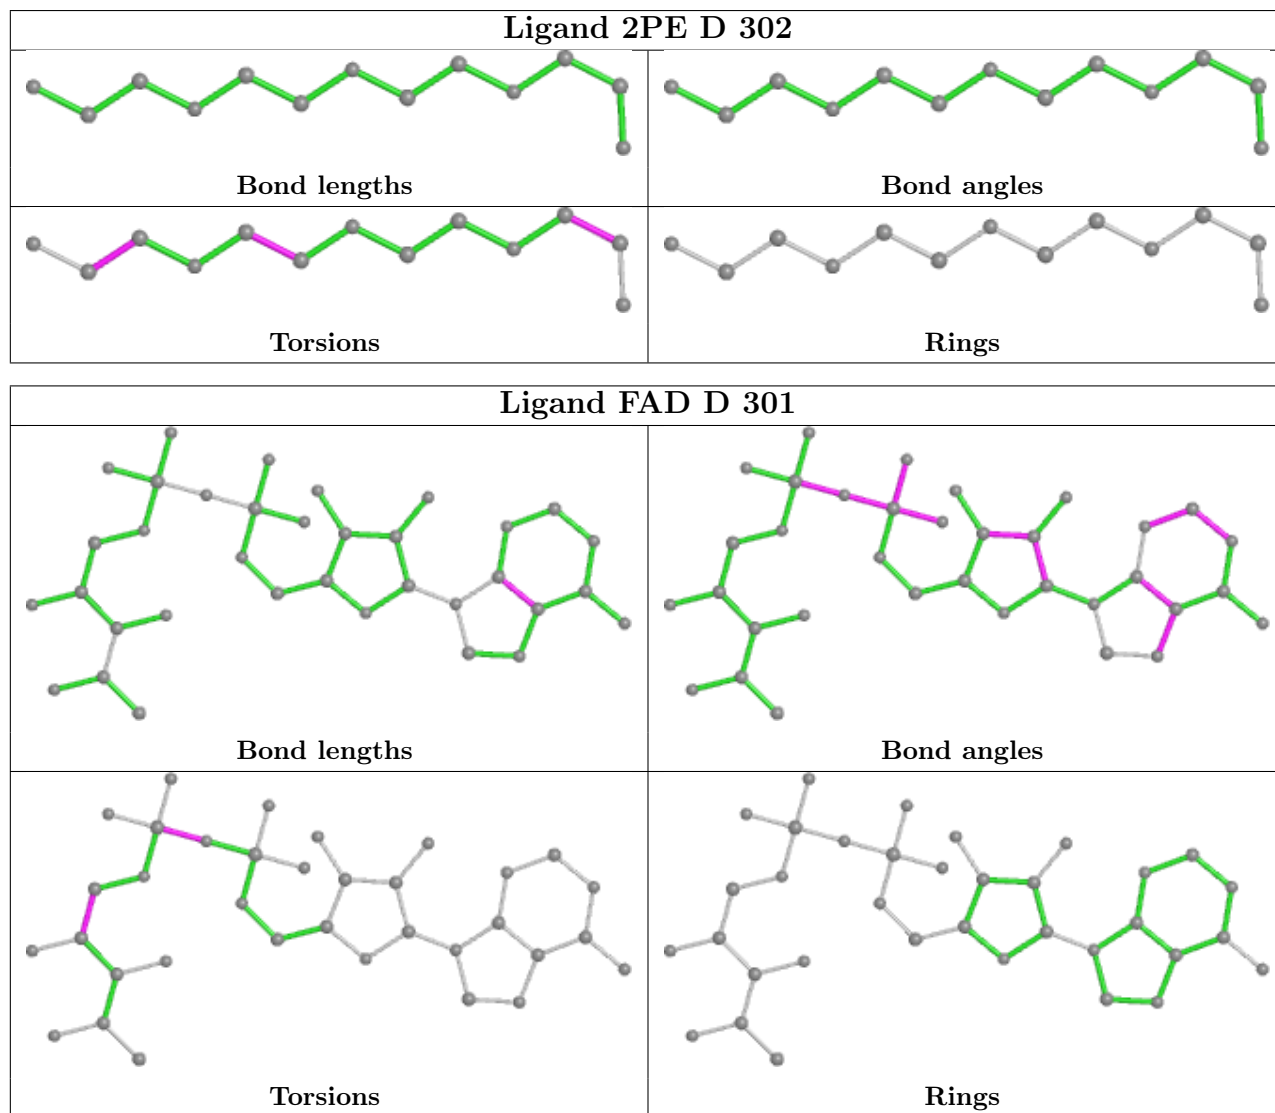 Ligand 2PE D 302
Bond lengths
Bond angles
Torsions
Rings
Ligand FAD D 301
Bond lengths
Bond angles
Torsions
Rings